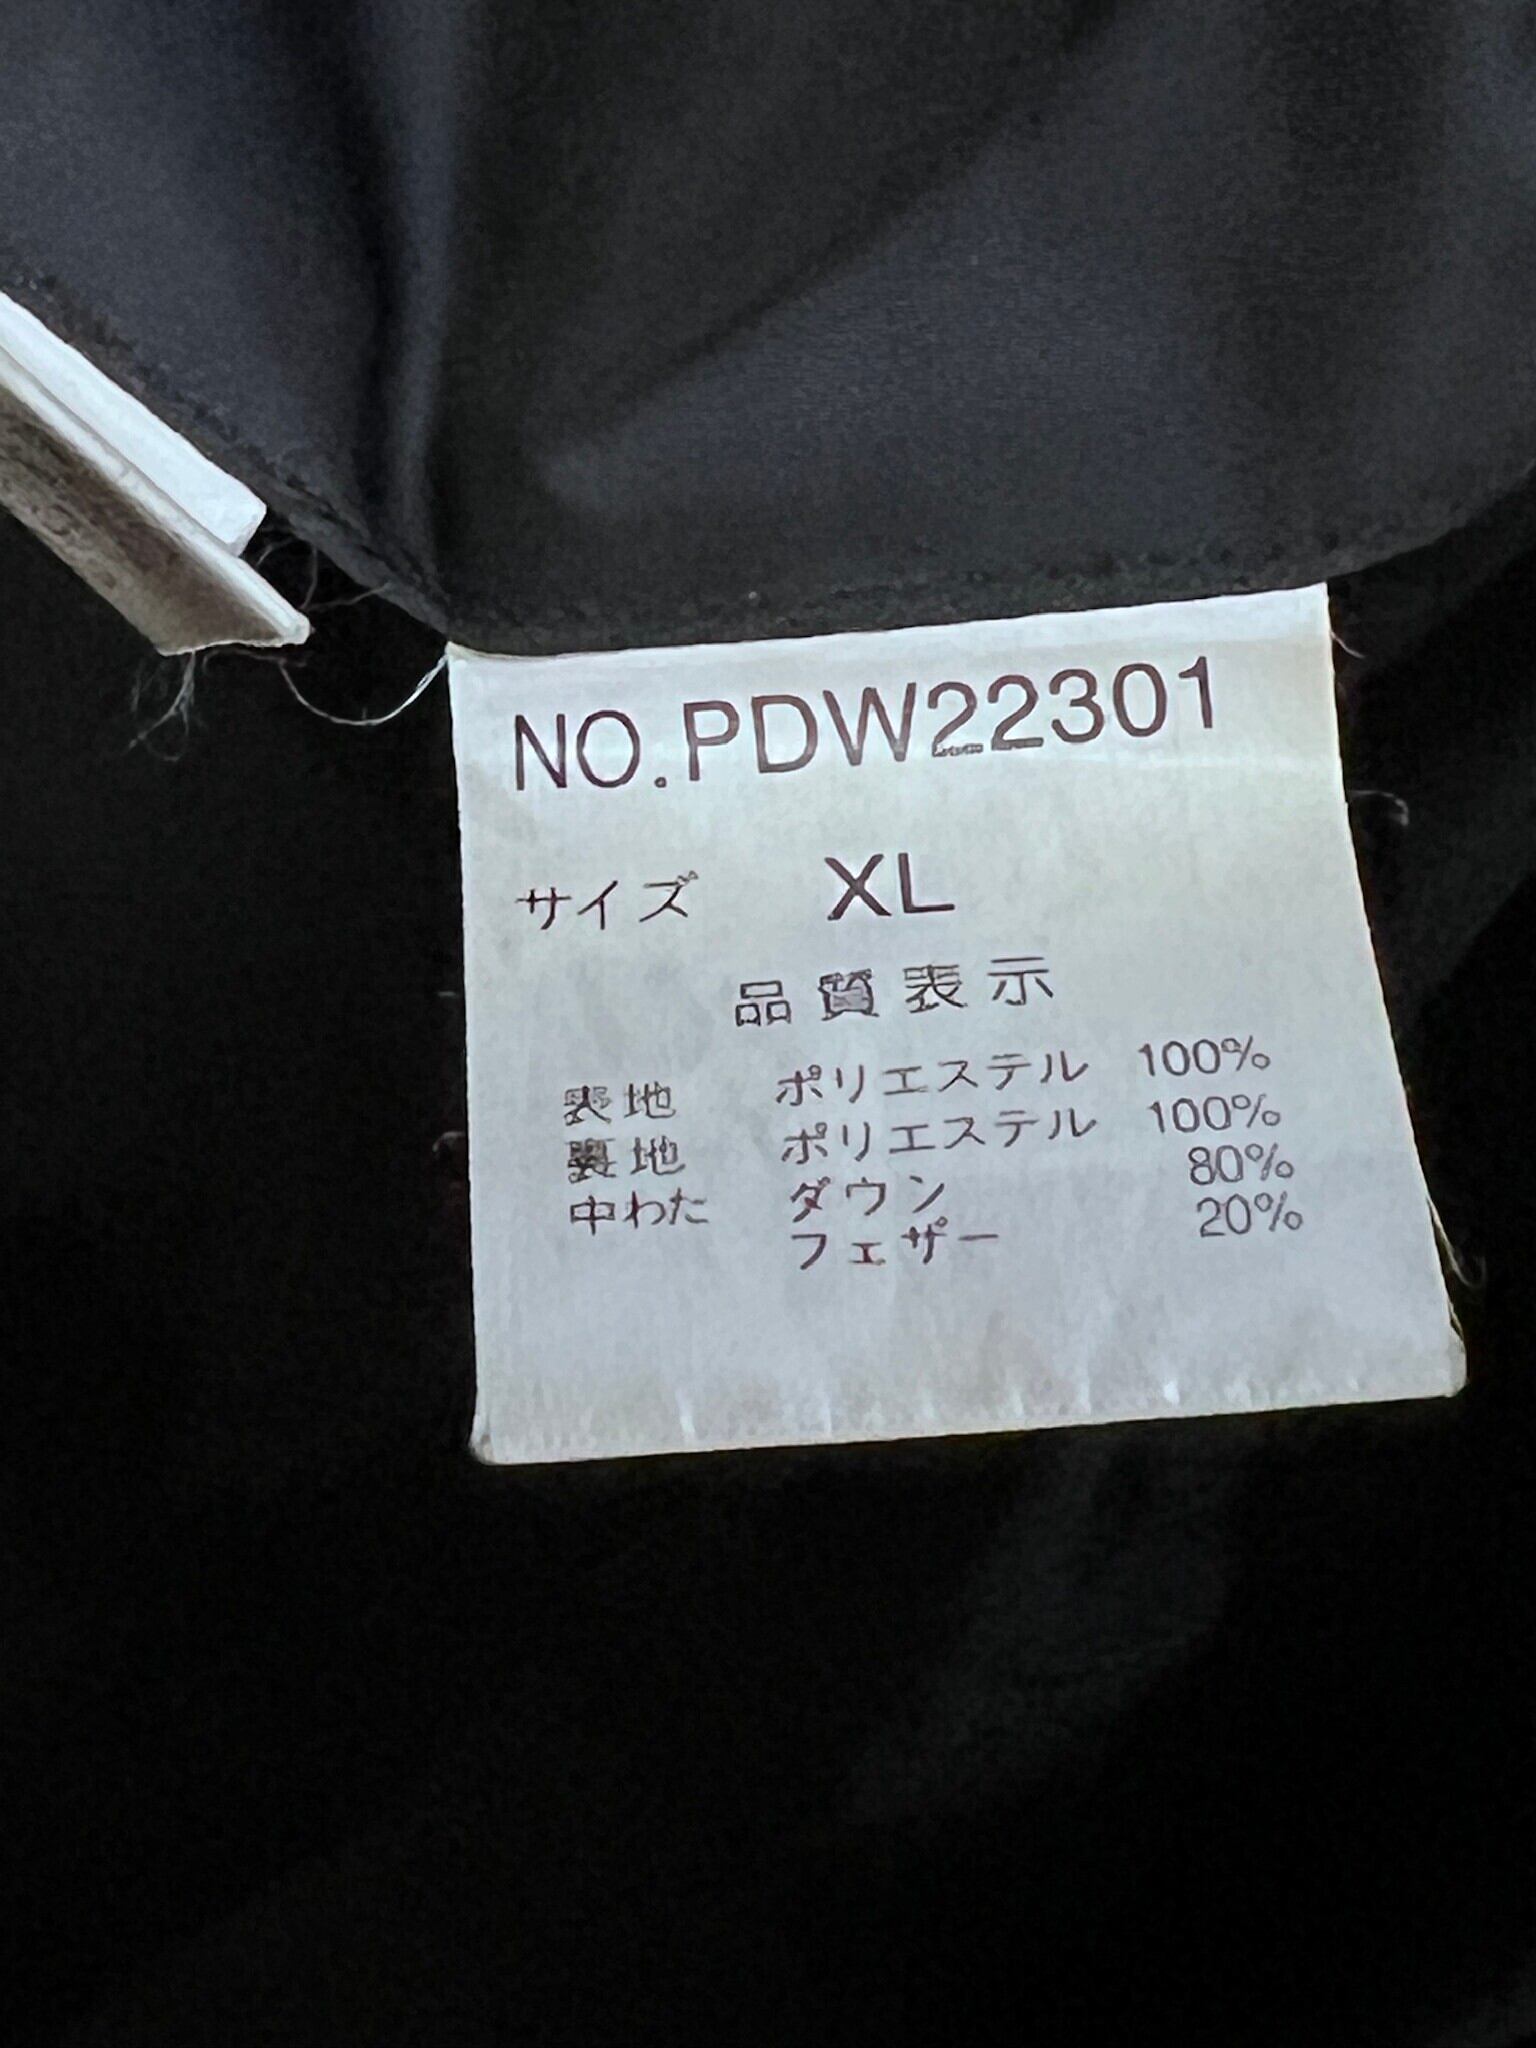 NO.PDW22301
サイズ XL
品質表示
表地 ポリエステル 100%
裏地 ポリエステル 100%
中わた ダウン 80%
フェザー 20%